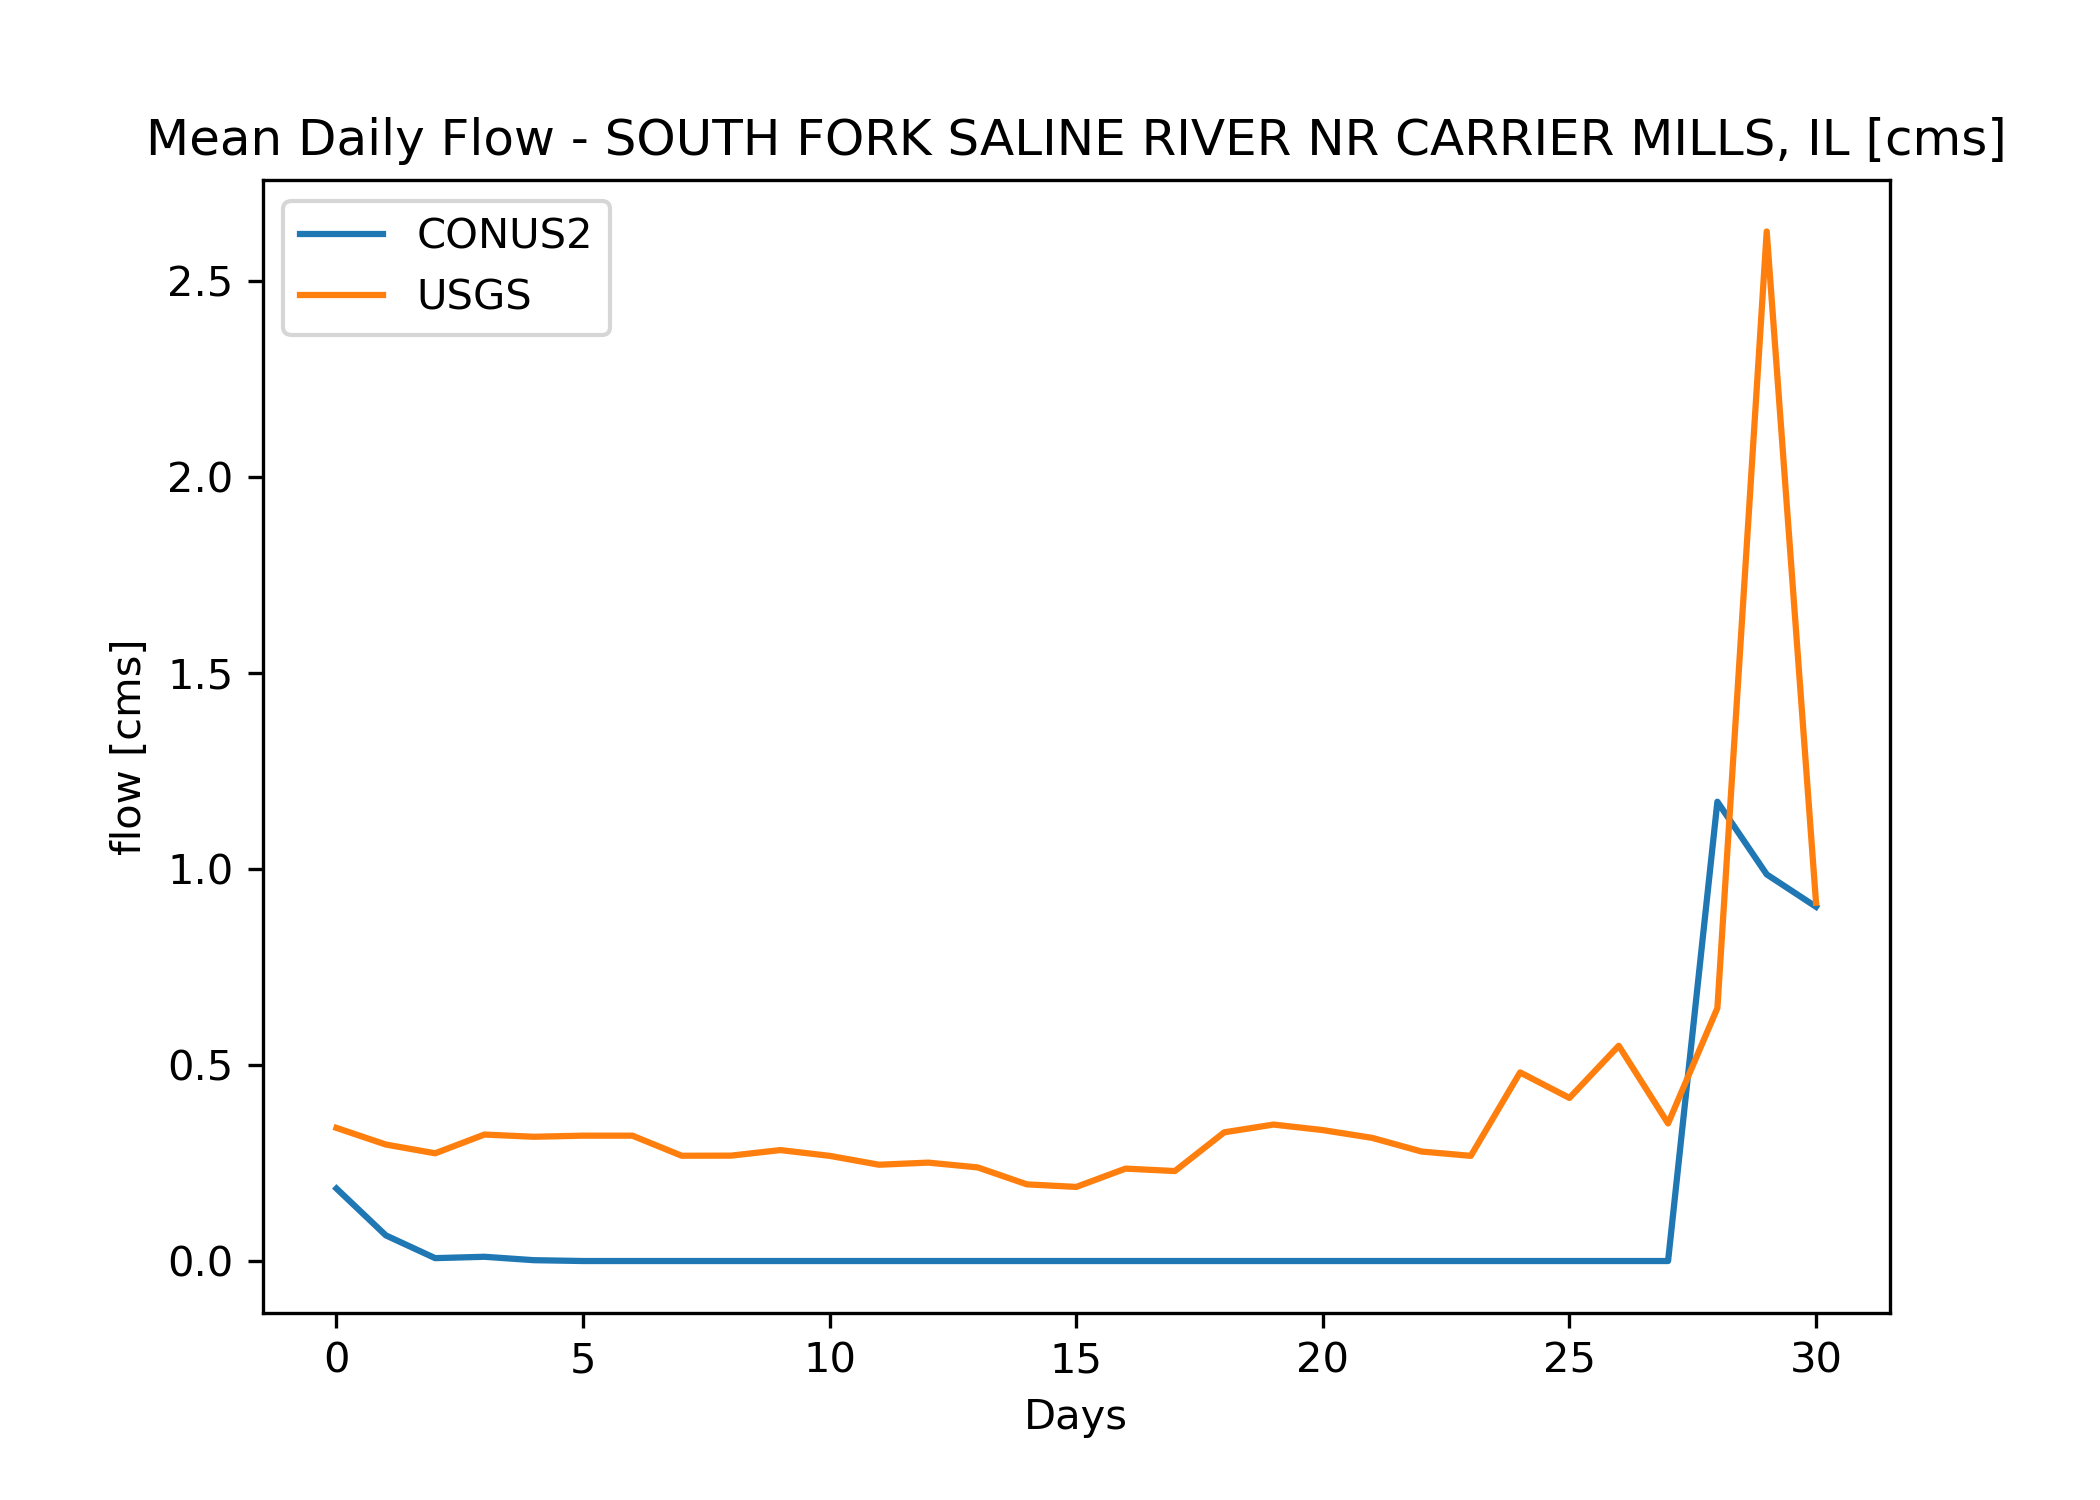 Mean Daily Flow - SOUTH FORK SALINE RIVER NR CARRIER MILLS, IL [cms]
CONUS2
USGS
2.5
2.0
1.5
1.0
0.5
0.0
flow [cms]
0 5 10 15 20 25 30
Days